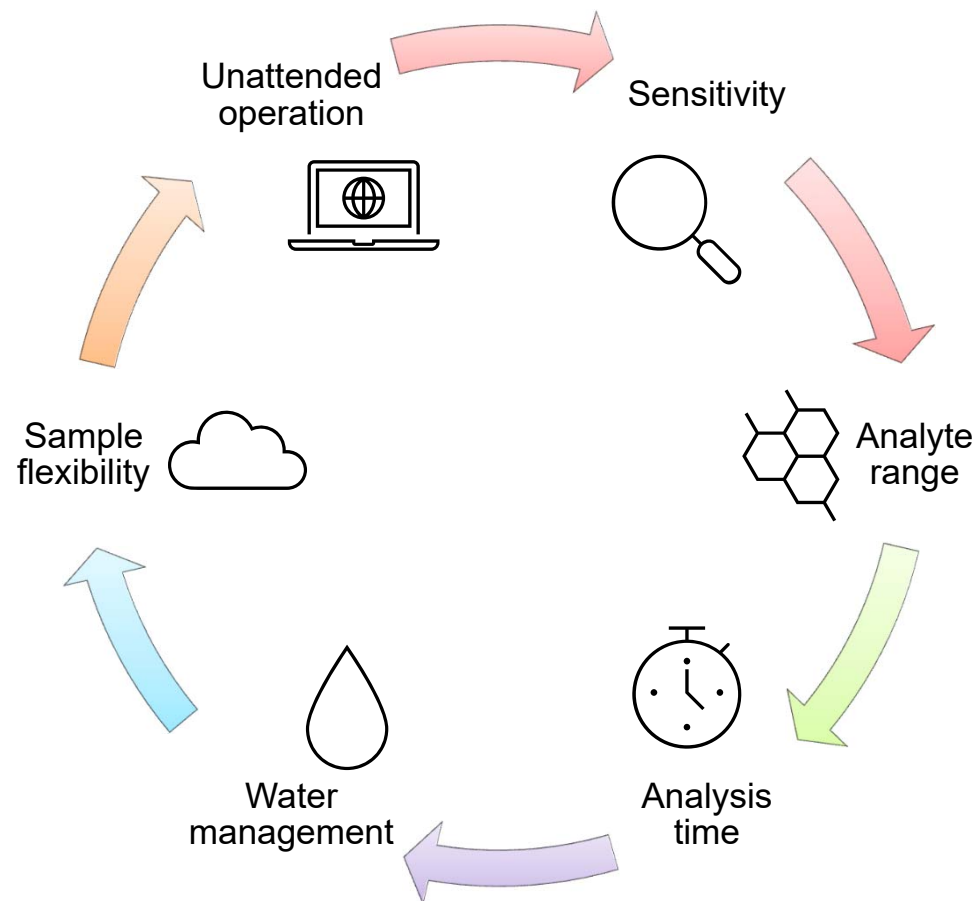 Unattended
operation
Sensitivity
Analyte
range
Analysis
time
Water
management
Sample
flexibility